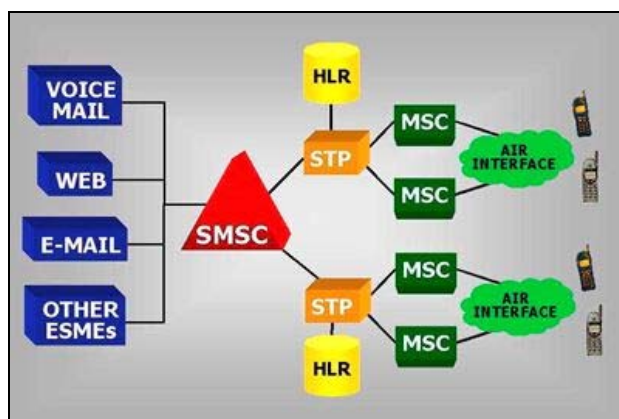 VOICE
MAIL
WEB
E-MAIL
OTHER
ESMEs
SMSC
HLR
STP
MSC
MSC
AIR
INTERFACE
STP
HLR
MSC
MSC
AIR
INTERFACE